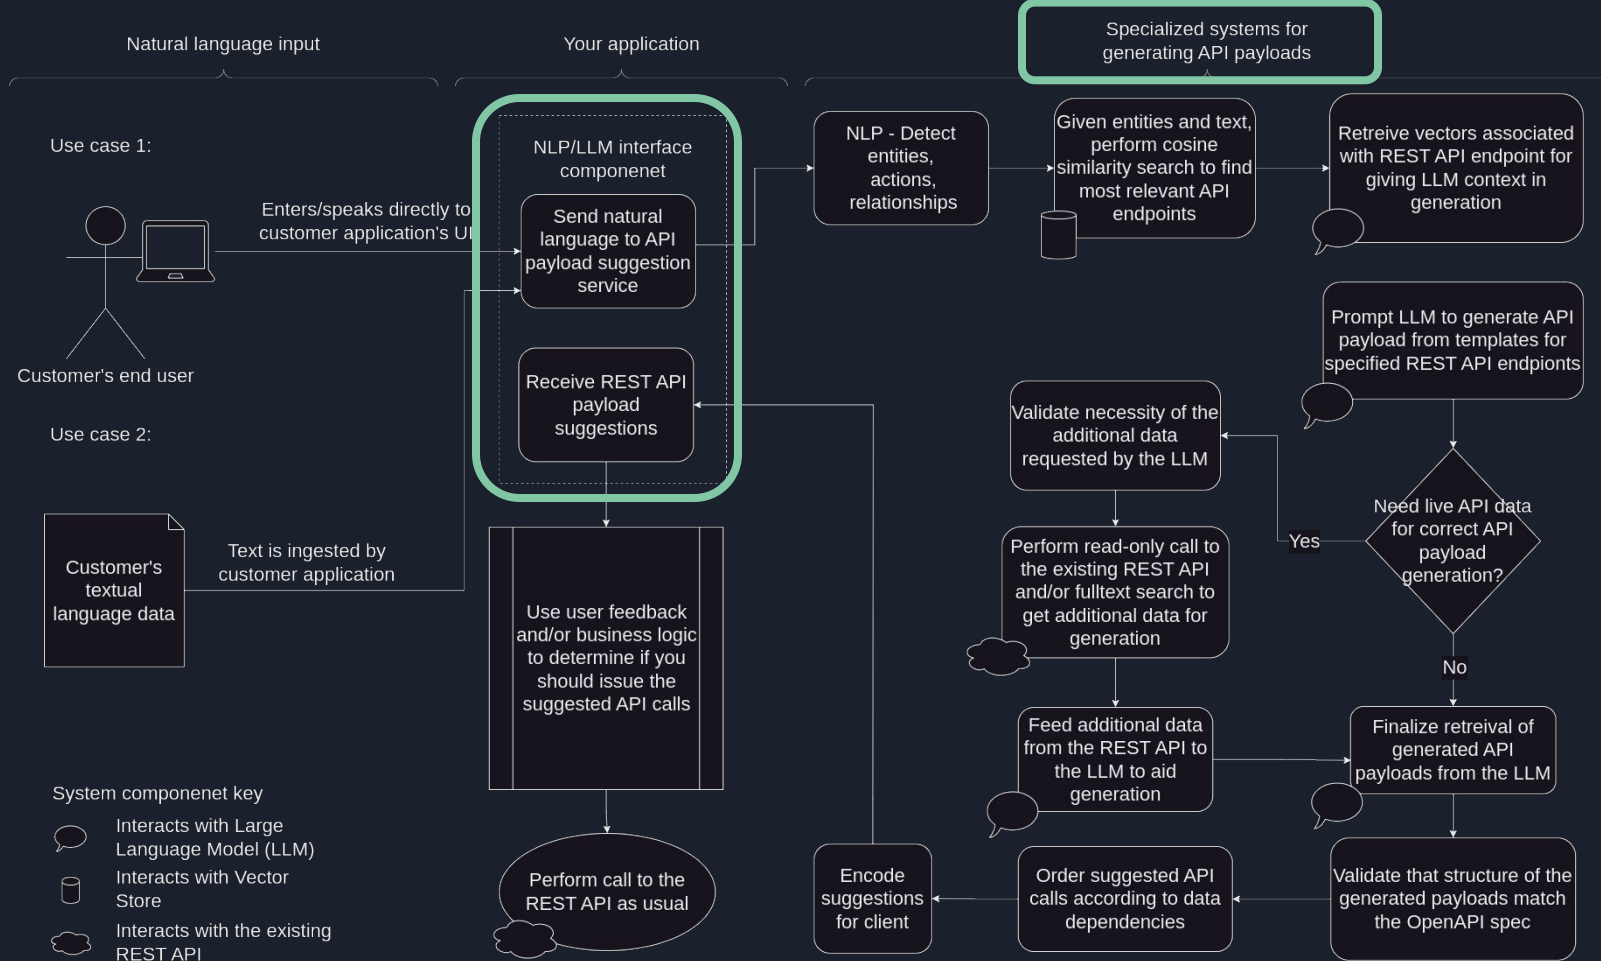 Natural language input
Your application
Specialized systems for
generating API payloads
Use case 1:
Enters/speaks directly to
customer application's UI
Customer's end user
Use case 2:
Customer's
textual
language data
Text is ingested by
customer application
NLP/LLM interface
componenet
Send natural
language to API
payload suggestion
service
Receive REST API
payload
suggestions
Use user feedback
and/or business logic
to determine if you
should issue the
suggested API calls
Perform call to the
REST API as usual
NLP - Detect
entities,
actions,
relationships
Given entities and text,
perform cosine
similarity search to find
most relevant API
endpoints
Retreive vectors associated
with REST API endpoint for
giving LLM context in
generation
Prompt LLM to generate API
payload from templates for
specified REST API endpionts
Need live API data
for correct API
payload
generation?
Yes
No
Validate necessity of the
additional data
requested by the LLM
Perform read-only call to
the existing REST API
and/or fulltext search to
get additional data for
generation
Feed additional data
from the REST API to
the LLM to aid
generation
Finalize retreival of
generated API
payloads from the LLM
Validate that structure of the
generated payloads match
the OpenAPI spec
Order suggested API
calls according to data
dependencies
Encode
suggestions
for client
System componenet key
Interacts with Large
Language Model (LLM)
Interacts with Vector
Store
Interacts with the existing
REST API